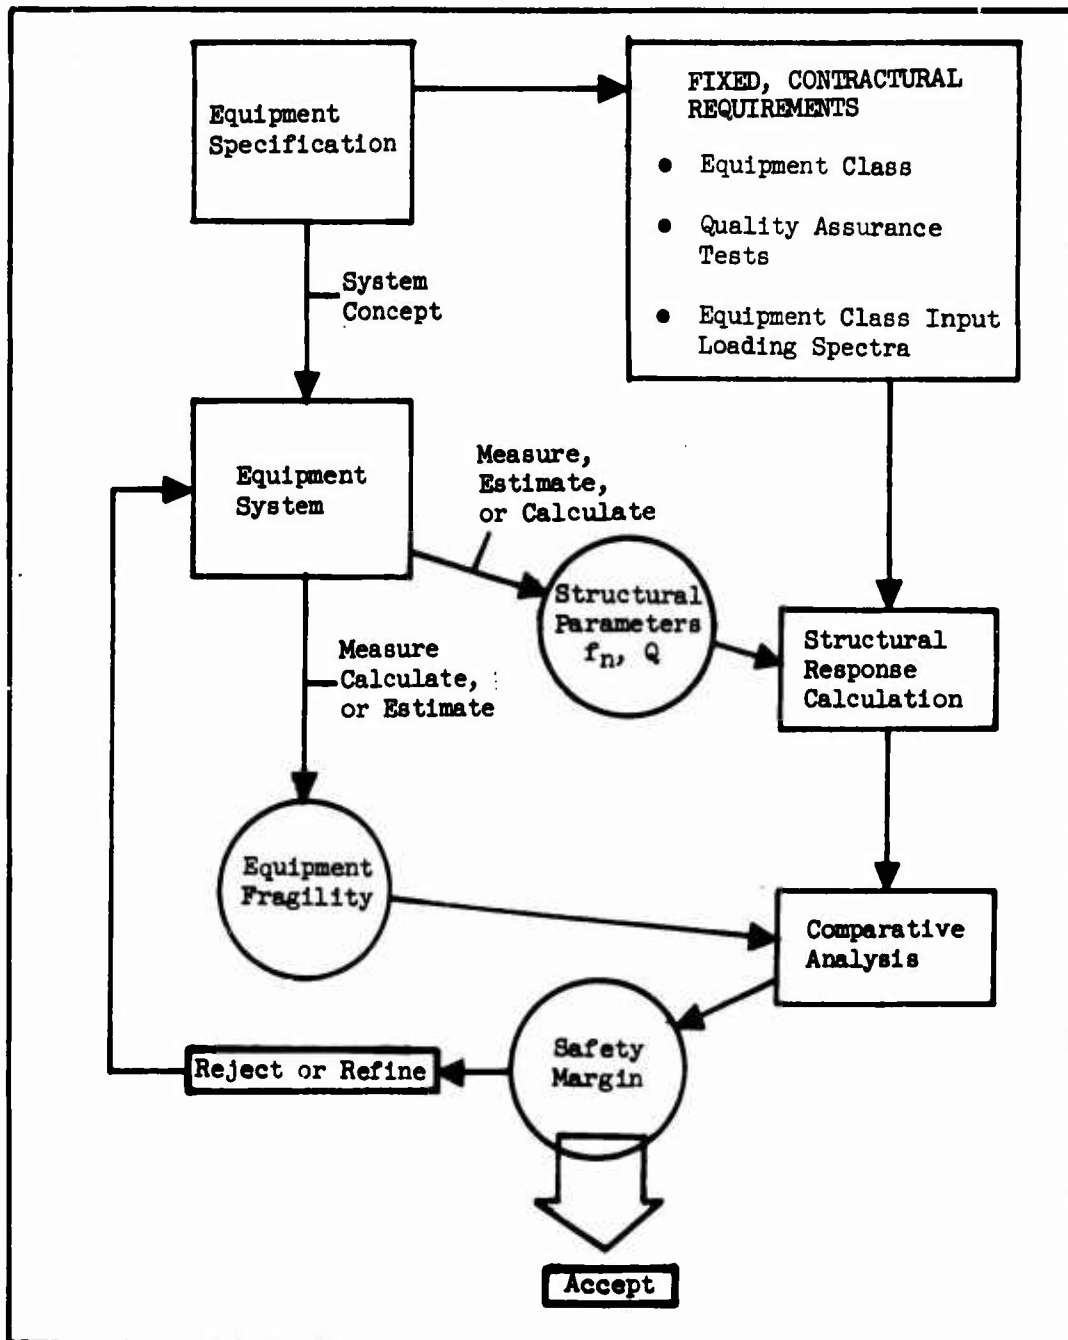 Equipment
Specification
FIXED, CONTRACTURAL
REQUIREMENTS
● Equipment Class
● Quality Assurance
Tests
● Equipment Class Input
Loading Spectra
System
Concept
Equipment
System
Measure,
Estimate,
or Calculate
Structural
Parameters
fn, Q
Structural
Response
Calculation
Measure
Calculate,
or Estimate
Equipment
Fragility
Comparative
Analysis
Safety
Margin
Reject or Refine
Accept